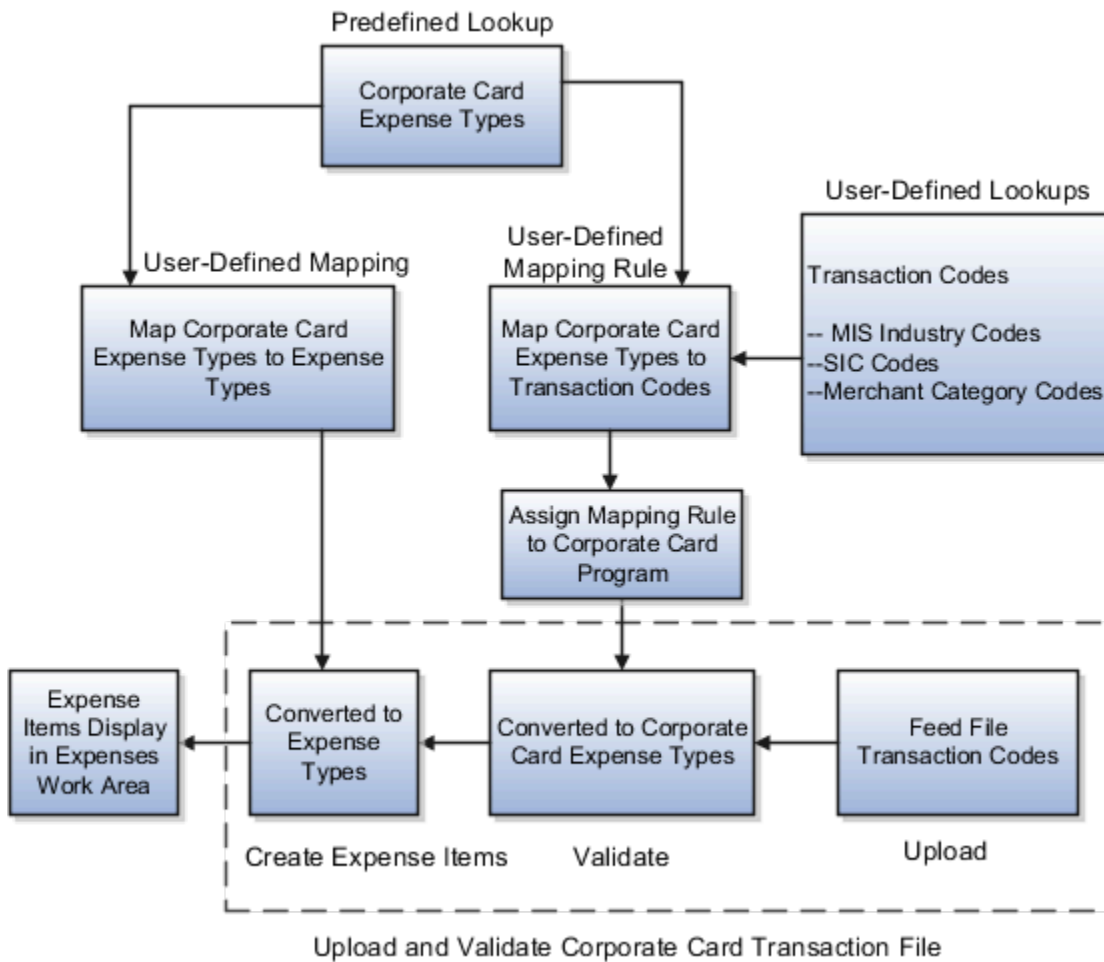 Predefined Lookup
Corporate Card
Expense Types
User-Defined Lookups
Transaction Codes
-- MIS Industry Codes
--SIC Codes
--Merchant Category Codes
User-Defined Mapping
Map Corporate Card
Expense Types to Expense
Types
User-Defined
Mapping Rule
Map Corporate Card
Expense Types to
Transaction Codes
Assign Mapping Rule
to Corporate Card
Program
Expense
Items Display
in Expenses
Work Area
Converted to
Expense
Types
Converted to Corporate
Card Expense Types
Feed File
Transaction Codes
Create Expense Items
Validate
Upload
Upload and Validate Corporate Card Transaction File